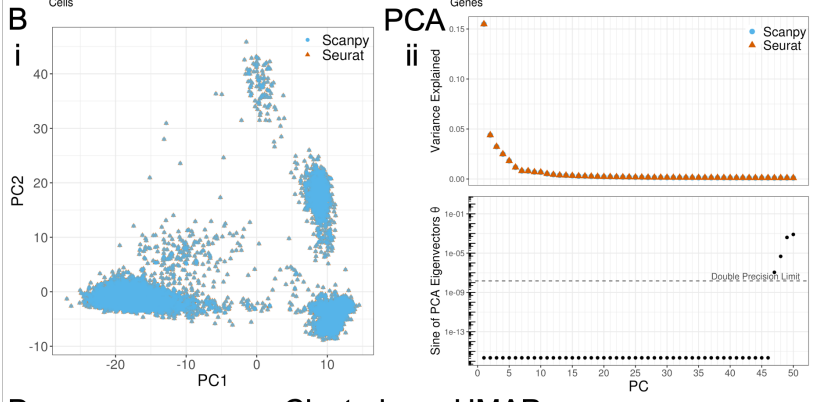 Cells
Genes
B
PCA
i
ii
Scanpy
Seurat
40
30
20
10
0
-10
PC2
-20
-10
0
10
PC1
Scanpy
Seurat
0.15
0.10
0.05
0.00
Variance Explained
1e-01
1e-05
1e-09
1e-13
Sine of PCA Eigenvectors θ
Double Precision Limit
0
5
10
15
20
25
30
35
40
45
50
PC